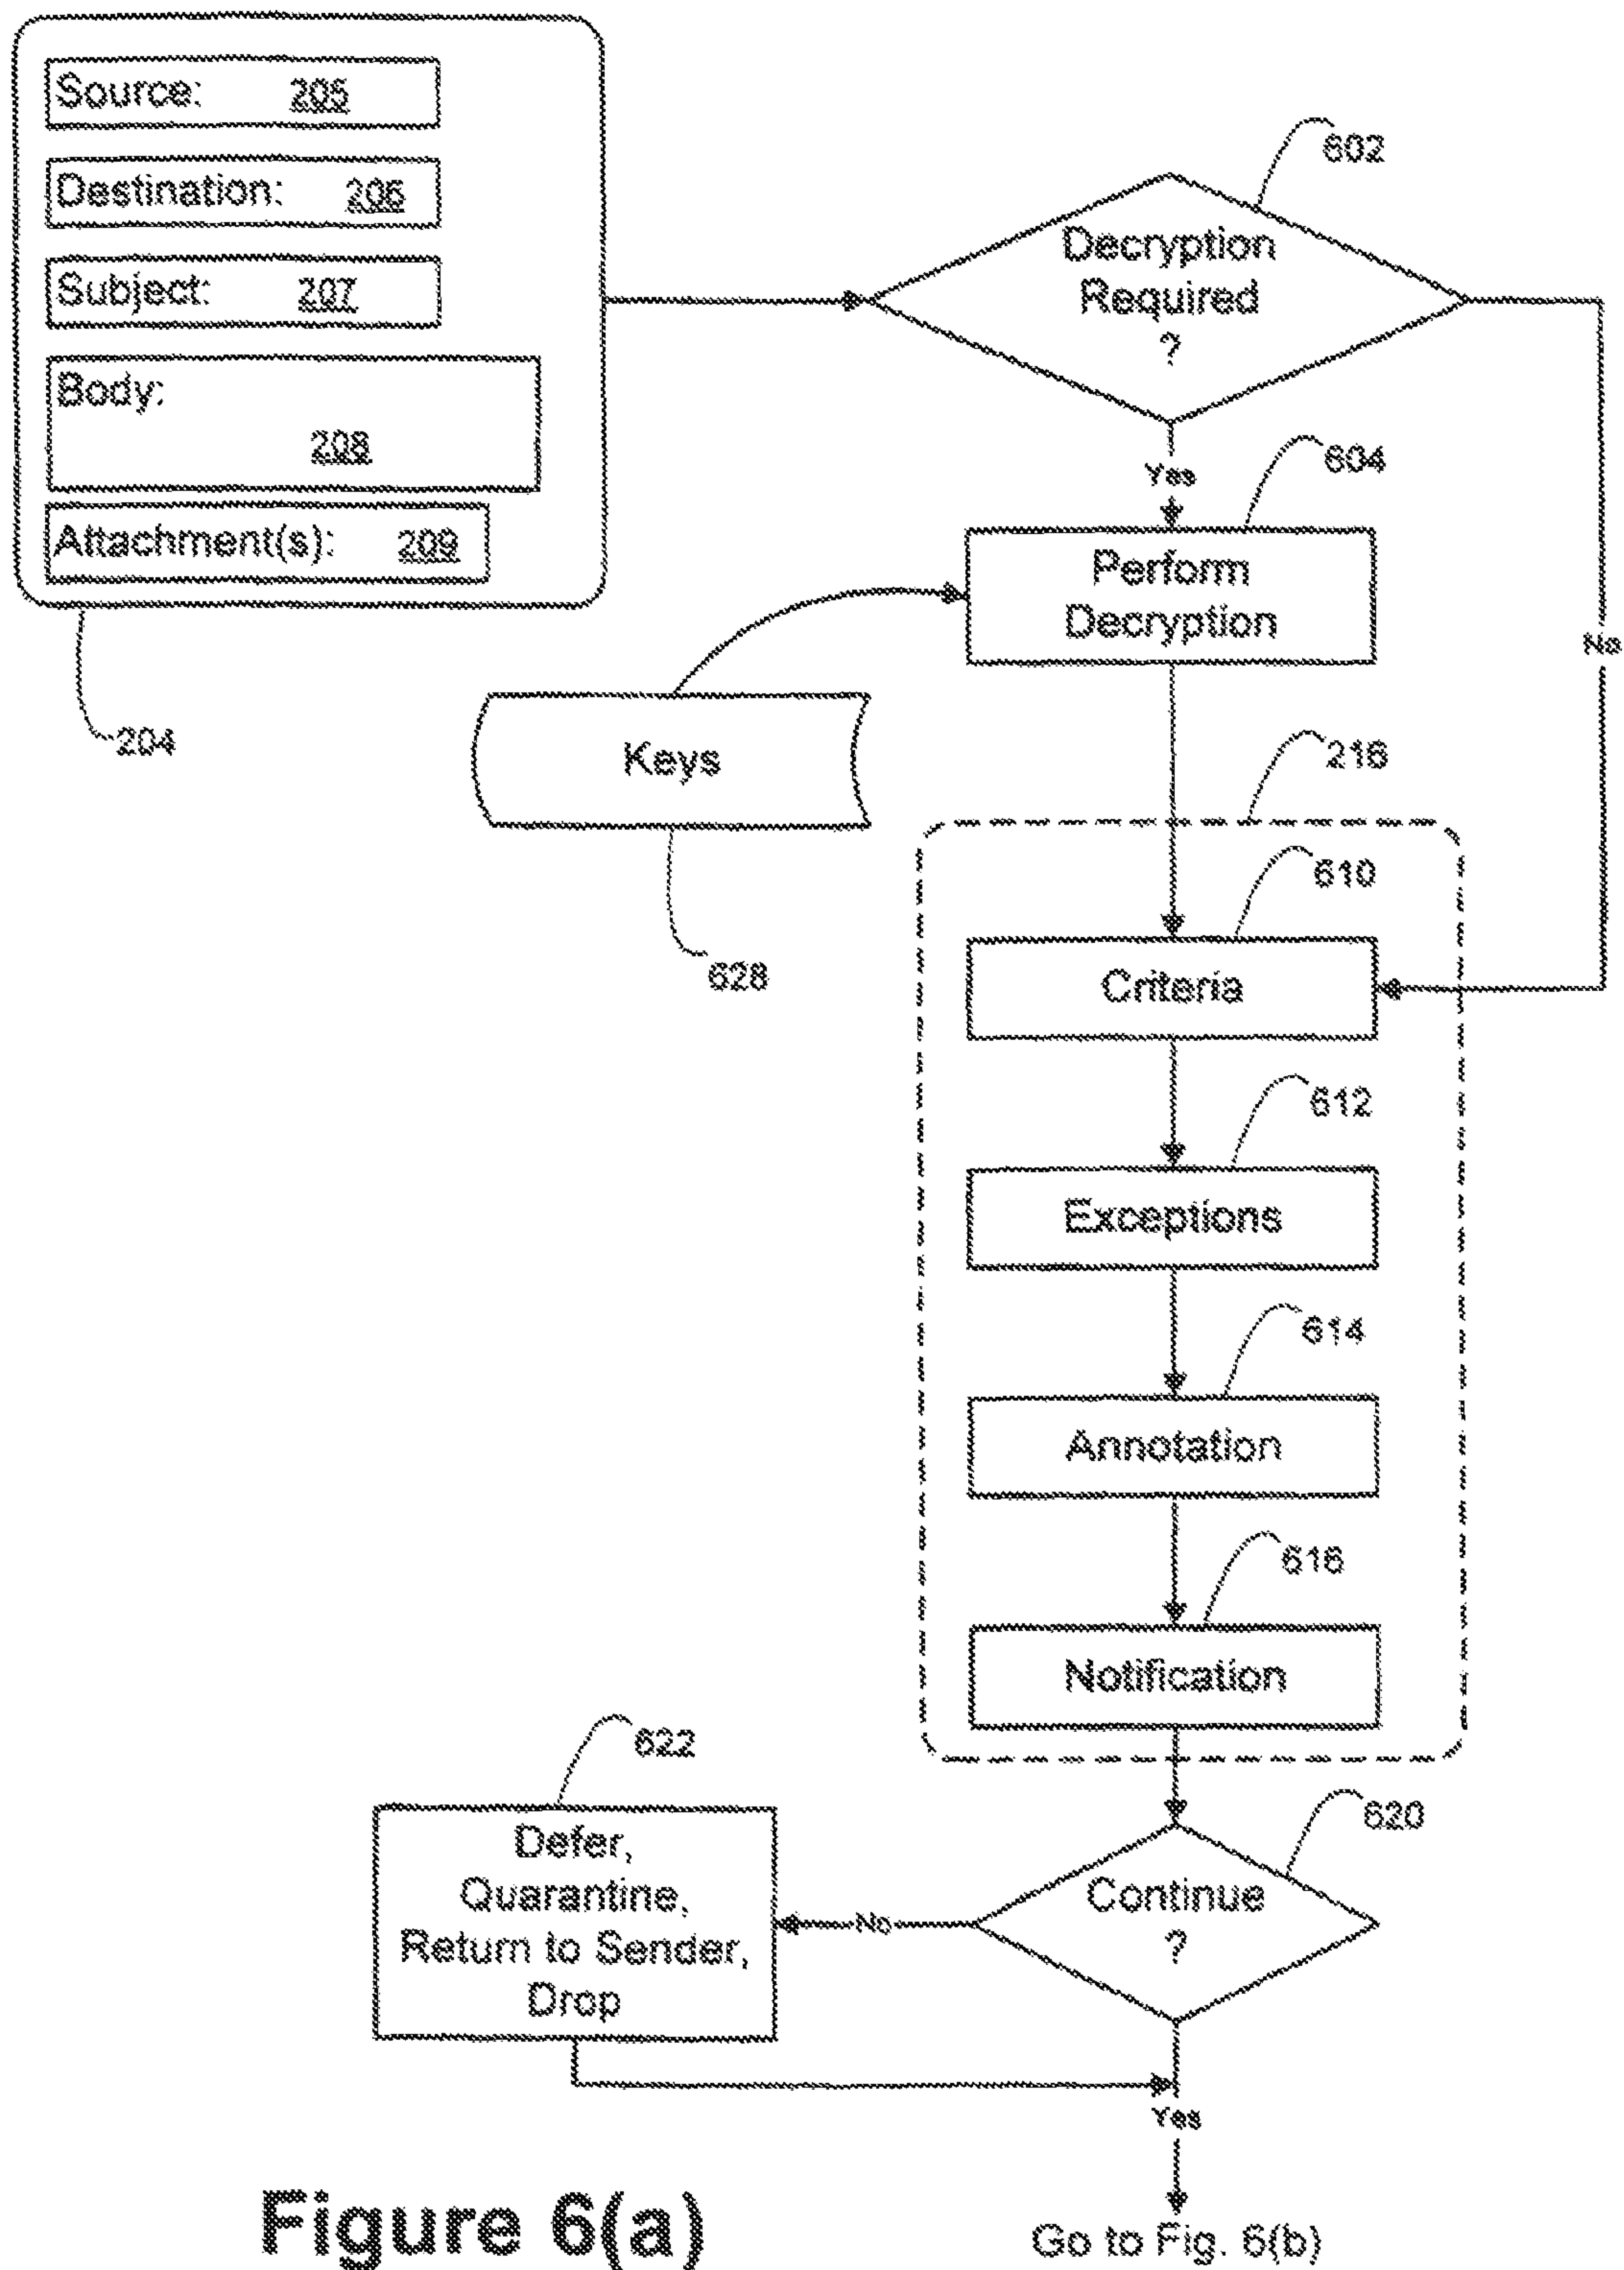 Source: 205
Destination: 206
Subject: 207
Body:
208
Attachment(s): 209
204
602
Decryption
Required
?
Yes
No
604
Perform
Decryption
Keys
628
216
610
Criteria
612
Exceptions
614
Annotation
616
Notification
620
Continue
?
No
622
Defer,
Quarantine,
Return to Sender,
Drop
Yes
Go to Fig. 6(b)
Figure 6(a)